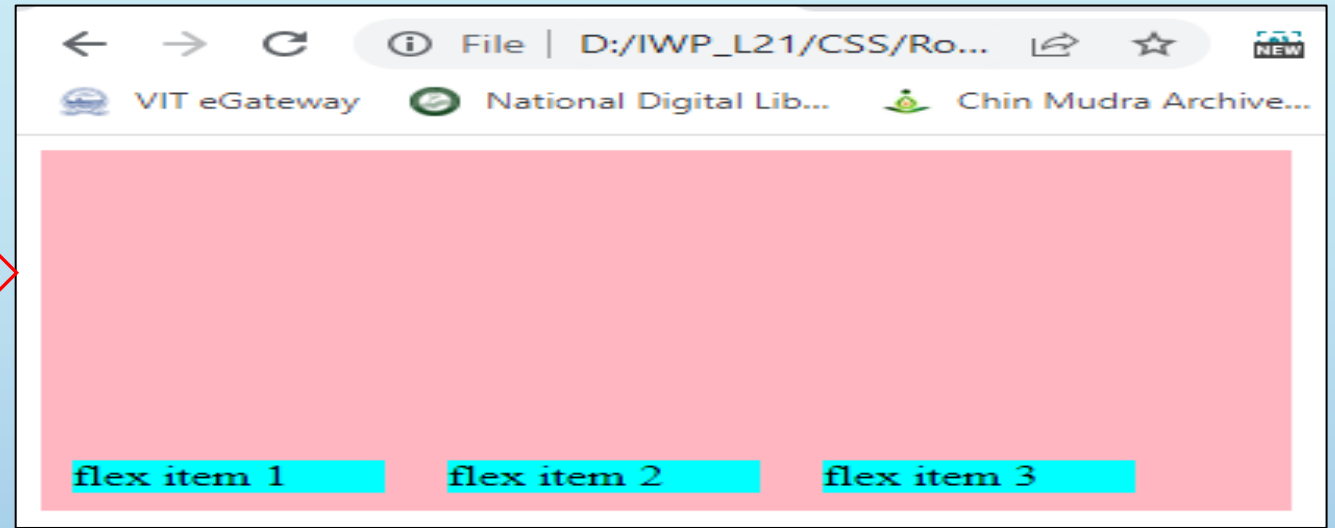 File | D:/IWP_L21/CSS/Ro... NEW
VIT eGateway National Digital Lib... Chin Mudra Archive...
flex item 1 flex item 2 flex item 3